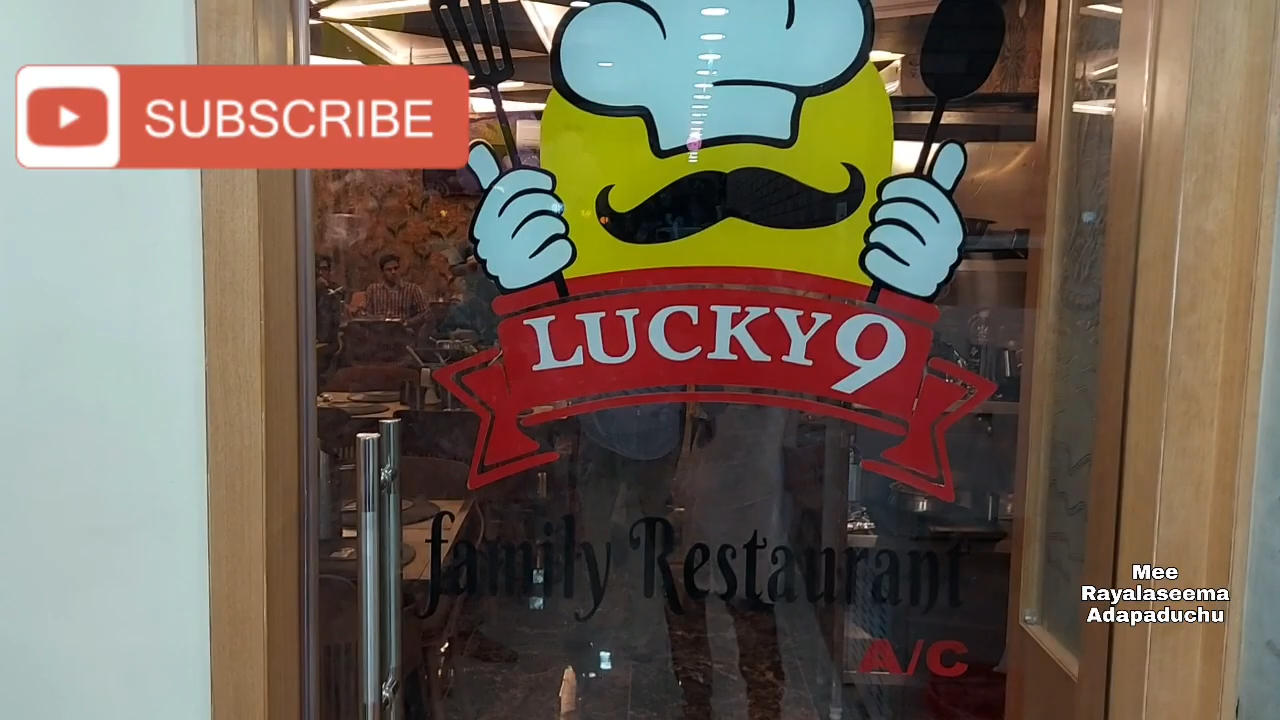 SUBSCRIBE
LUCKY9
family Restaurant
A/C
Mee
Rayalaseema
Adapaduchu